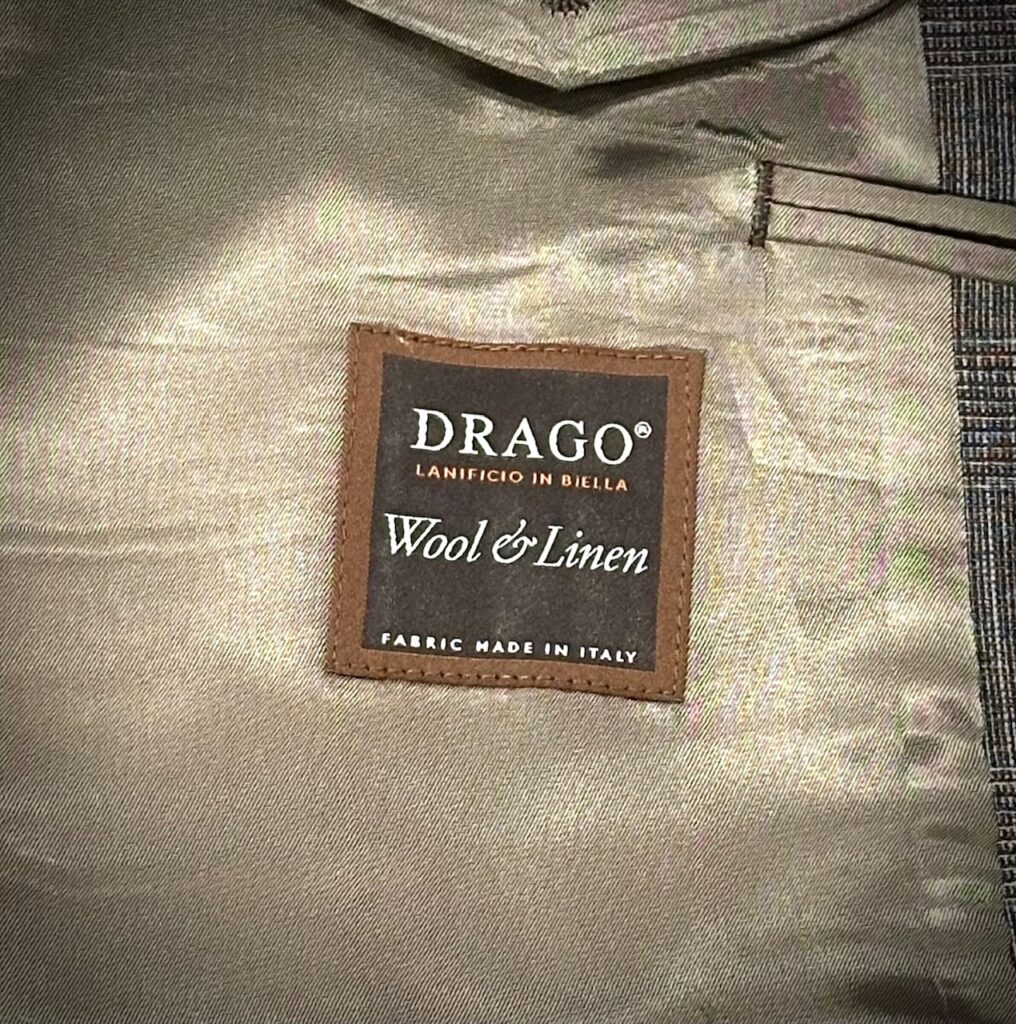 DRAGO®
LANIFICIO IN BIELLA
Wool & Linen
FABRIC MADE IN ITALY